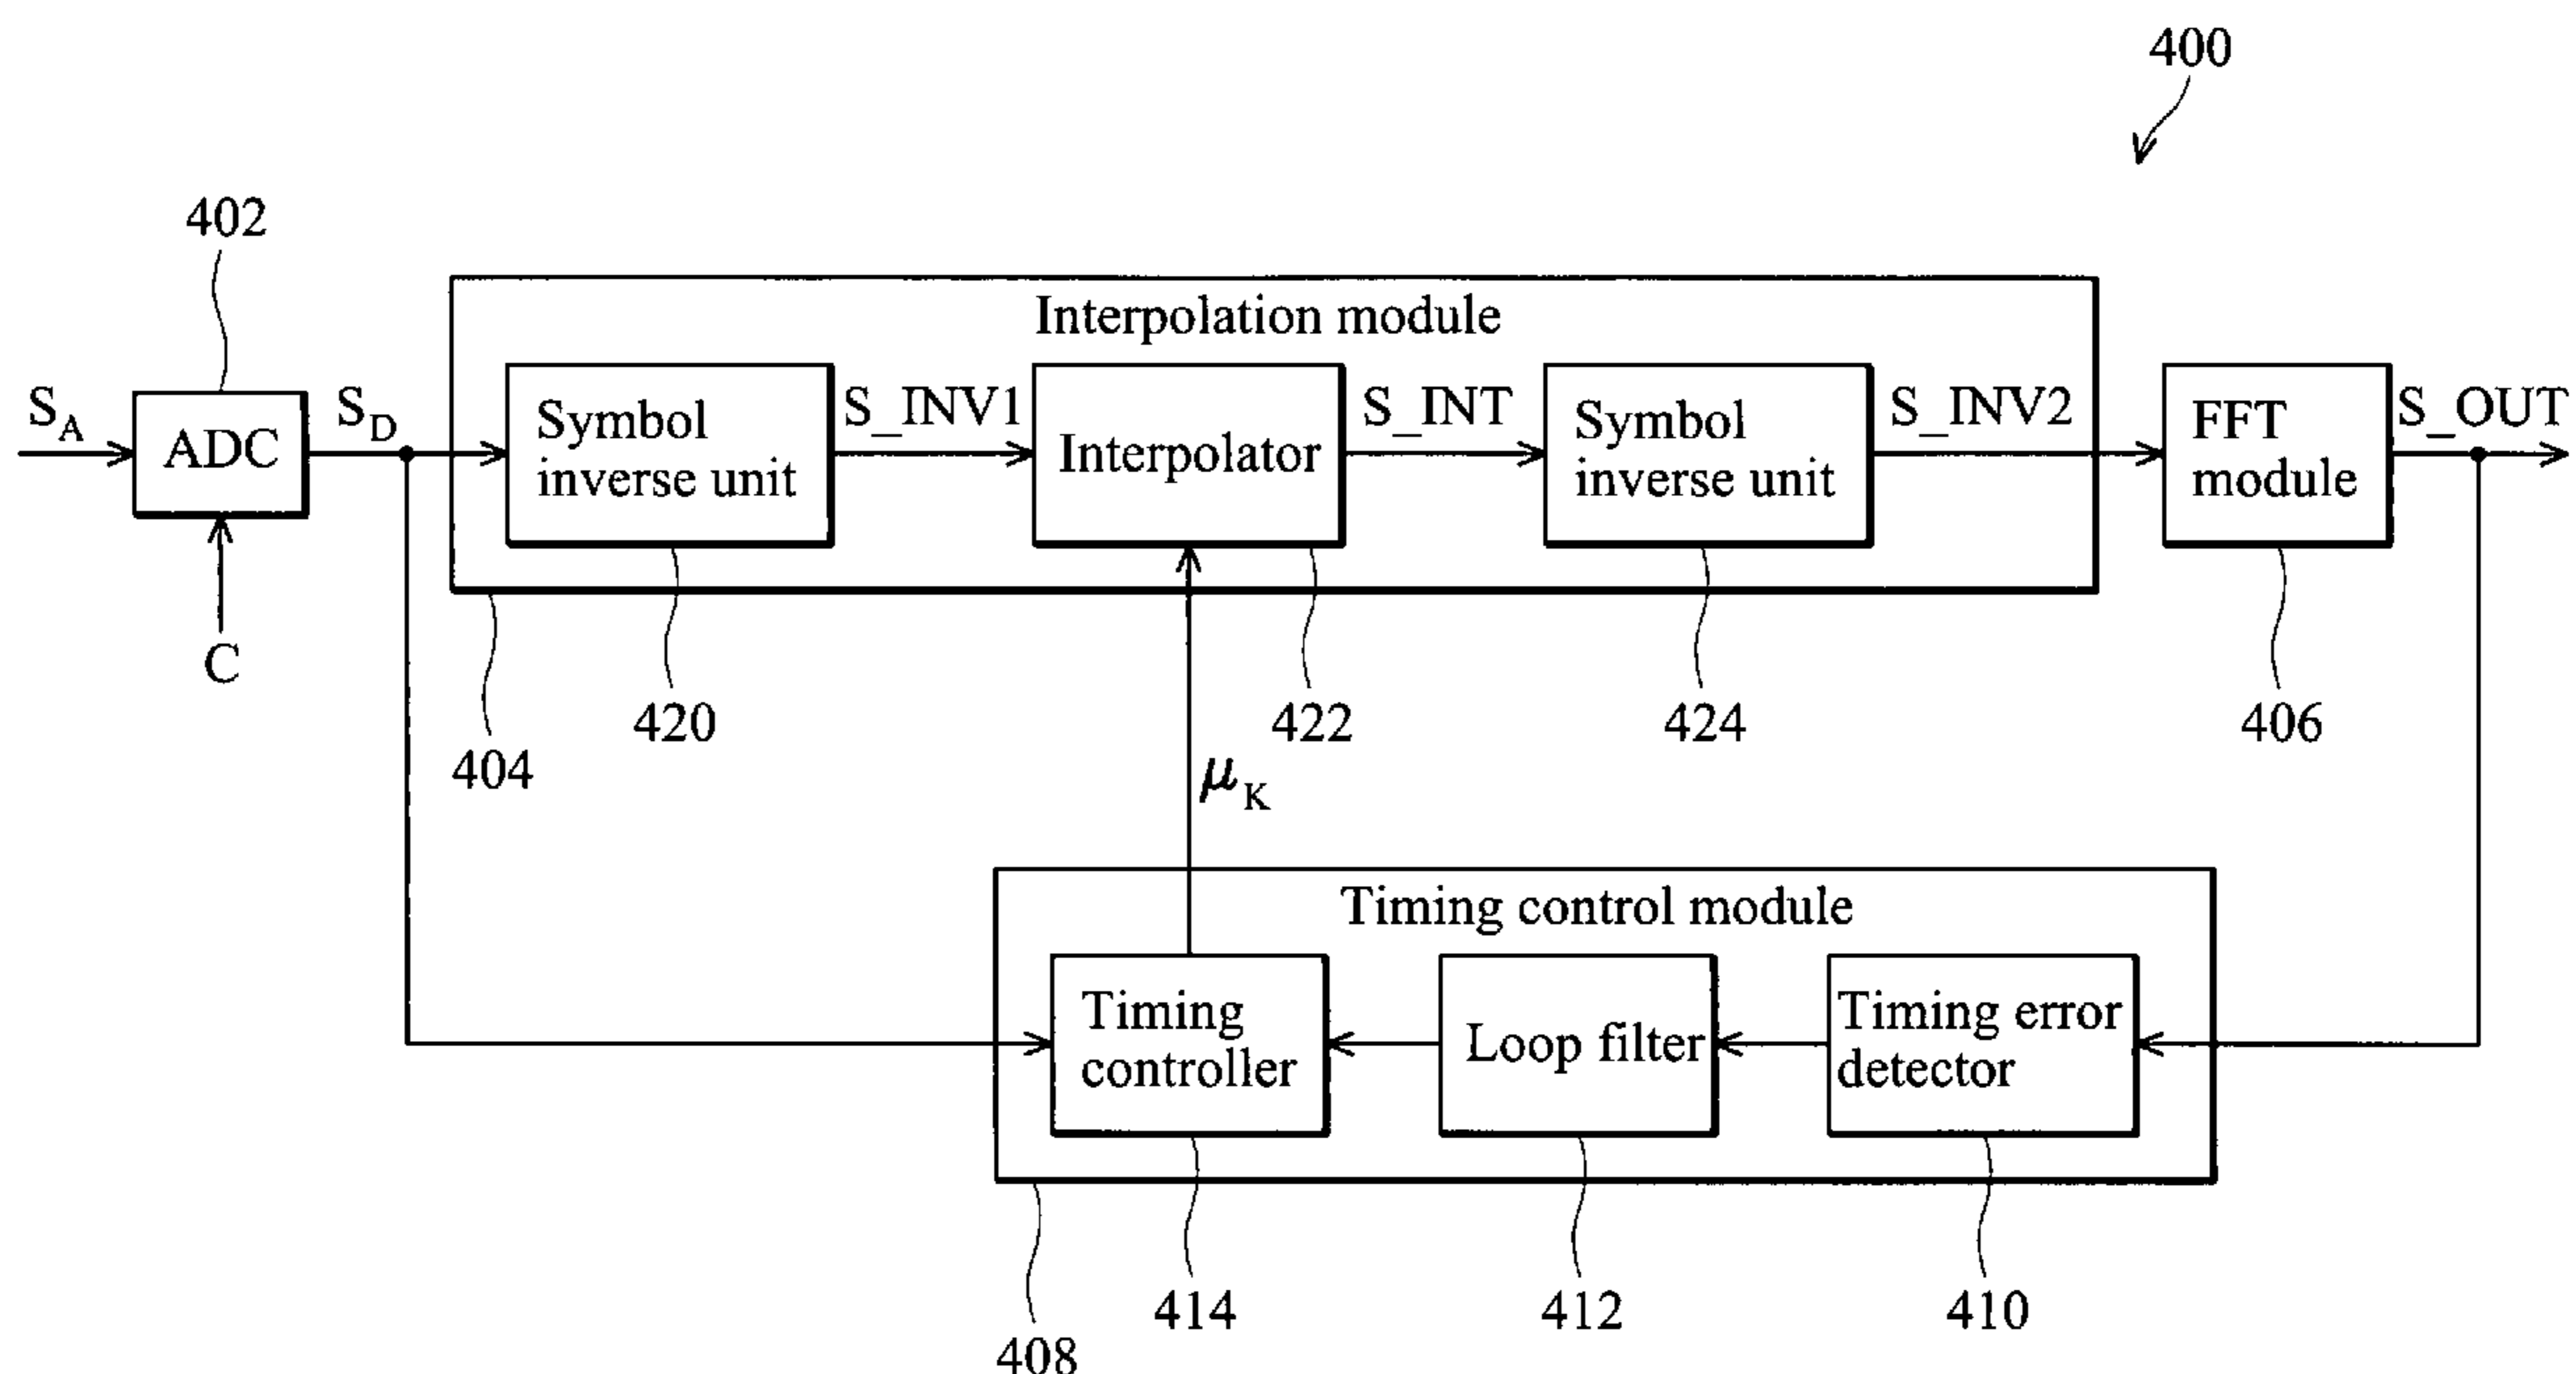 400
402
Interpolation module
S_A
ADC
S_D
Symbol
inverse unit
S_INV1
Interpolator
S_INT
Symbol
inverse unit
S_INV2
FFT
module
S_OUT
C
420
422
424
406
404
μ_K
Timing control module
Timing
controller
Loop filter
Timing error
detector
414
412
410
408